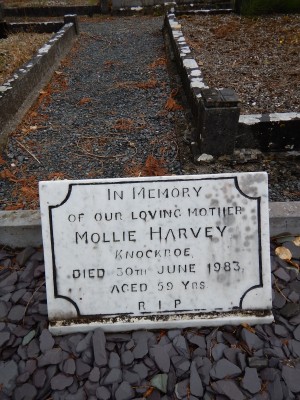 IN MEMORY
OF OUR LOVING MOTHER
MOLLIE HARVEY
KNOCKROE,
DIED 30TH JUNE 1983
AGED 59 YRS
R I P